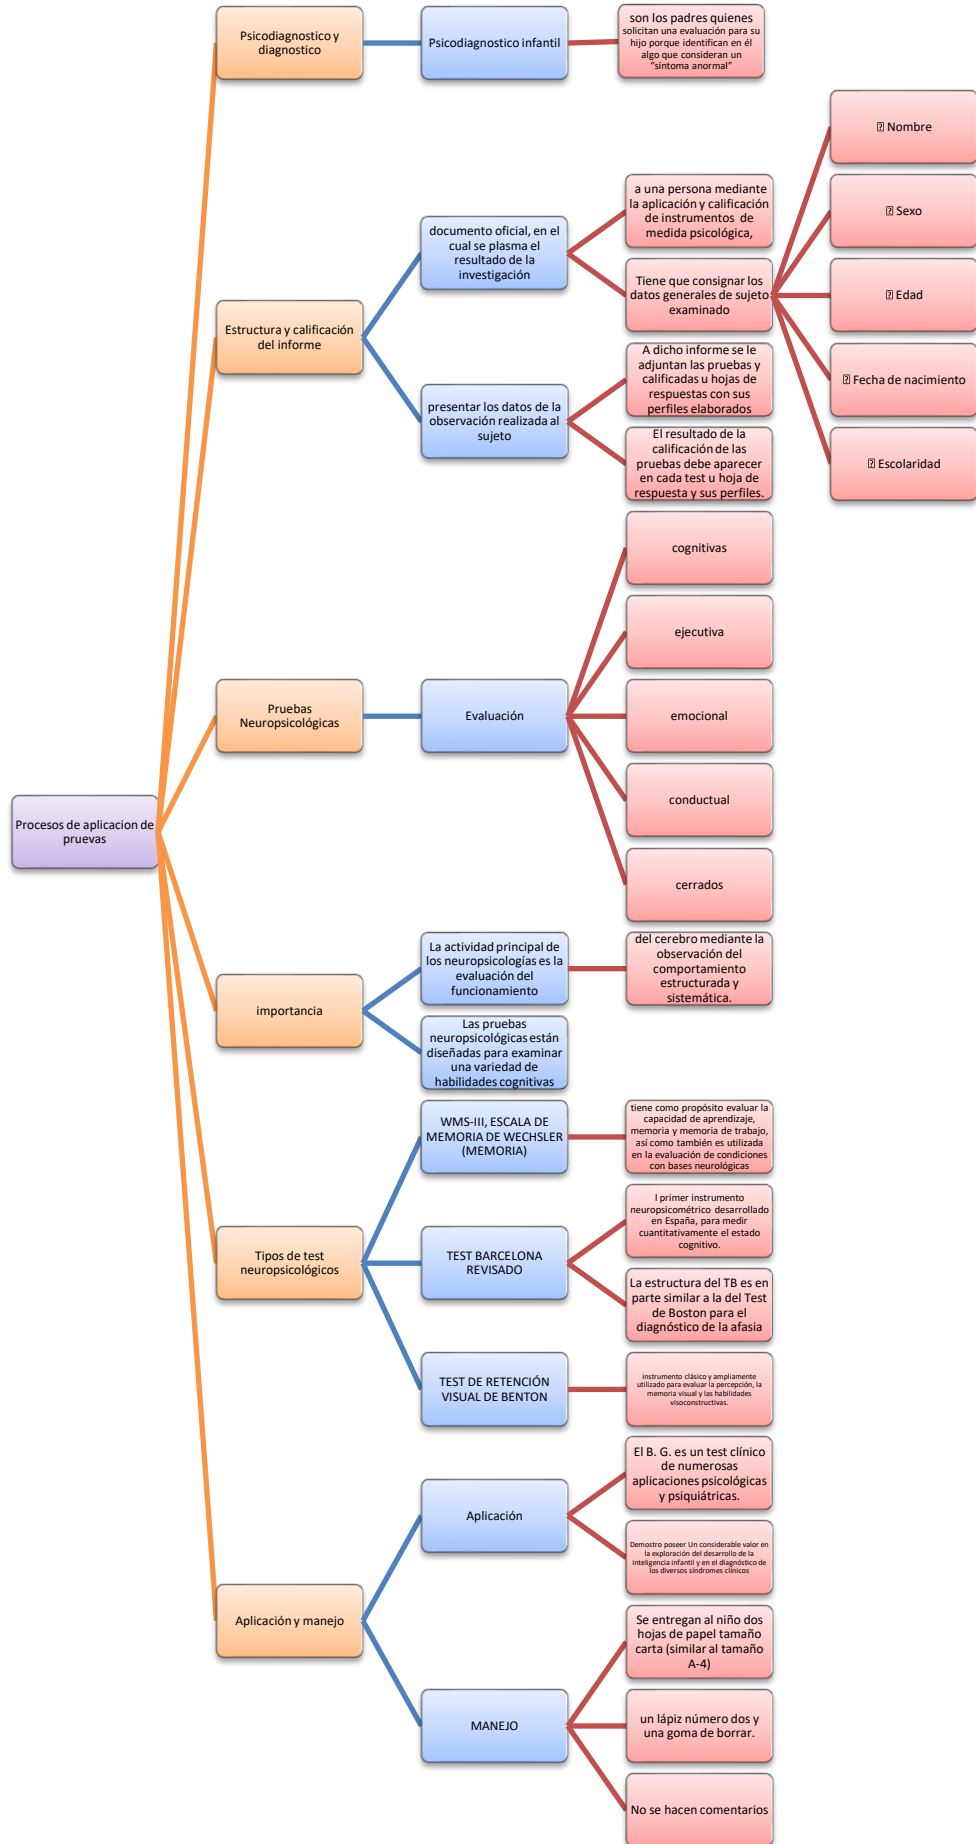 Procesos de aplicacion de
pruevas
Psicodiagnostico y
diagnostico
Psicodiagnostico infantil
son los padres quienes
solicitan una evaluación para su
hijo porque identifican en él
algo que consideran un
“síntoma anormal”
Estructura y calificación
del informe
documento oficial, en el
cual se plasma el
resultado de la
investigación
a una persona mediante
la aplicación y calificación
de instrumentos de
medida psicológica,
Tiene que consignar los
datos generales de sujeto
examinado
Nombre
Sexo
Edad
Fecha de nacimiento
Escolaridad
presentar los datos de la
observación realizada al
sujeto
A dicho informe se le
adjuntan las pruebas y
calificadas u hojas de
respuestas con sus
perfiles elaborados
El resultado de la
calificación de las
pruebas debe aparecer
en cada test u hoja de
respuesta y sus perfiles.
Pruebas
Neuropsicológicas
Evaluación
cognitivas
ejecutiva
emocional
conductual
cerrados
importancia
La actividad principal de
los neuropsicologías es la
evaluación del
funcionamiento
del cerebro mediante la
observación del
comportamiento
estructurada y
sistemática.
Las pruebas
neuropsicológicas están
diseñadas para examinar
una variedad de
habilidades cognitivas
Tipos de test
neuropsicológicos
WMS-III, ESCALA DE
MEMORIA DE WECHSLER
(MEMORIA)
tiene como propósito evaluar la
capacidad de aprendizaje,
memoria y memoria de trabajo,
así como también es utilizada
en la evaluación de condiciones
con bases neurológicas
TEST BARCELONA
REVISADO
l primer instrumento
neuropsicométrico desarrollado
en España, para medir
cuantitativamente el estado
cognitivo.
La estructura del TB es en
parte similar a la del Test
de Boston para el
diagnóstico de la afasia
TEST DE RETENCIÓN
VISUAL DE BENTON
instrumento clásico y ampliamente
utilizado para evaluar la percepción, la
memoria visual y las habilidades
visoconstructivas.
Aplicación y manejo
Aplicación
El B. G. es un test clínico
de numerosas
aplicaciones psicológicas
y psiquiátricas.
Demostro poseer Un considerable valor en
la exploración del desarrollo de la
inteligencia infantil y en el diagnóstico de
los diversos síndromes clínicos
MANEJO
Se entregan al niño dos
hojas de papel tamaño
carta (similar al tamaño
A-4)
un lápiz número dos y
una goma de borrar.
No se hacen comentarios